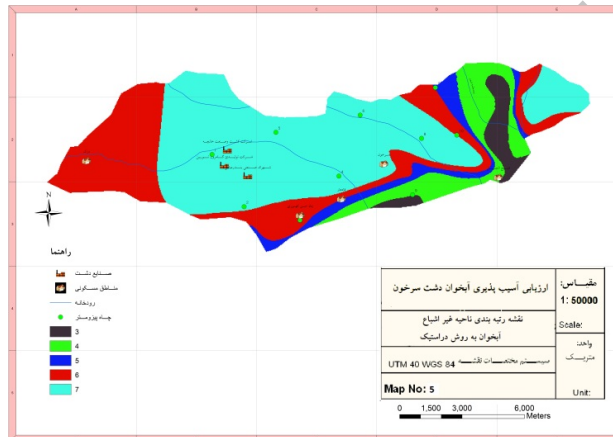 N
راهنما
صنایع دشت
مناطق مسکونی
رودخانه
چاه پیزومتر
3
4
5
6
7
ارزیابی آسیب پذیری آبخوان دشت سرخون
نقشه رتبه بندی ناحیه غیر اشباع
آبخوان به روش دراستیک
سیستم مختصات نقشه UTM 40 WGS 84
Map No: 5
مقیاس:
1: 50000
Scale:
واحد:
متریک
Unit:
0 1,500 3,000 6,000
Meters